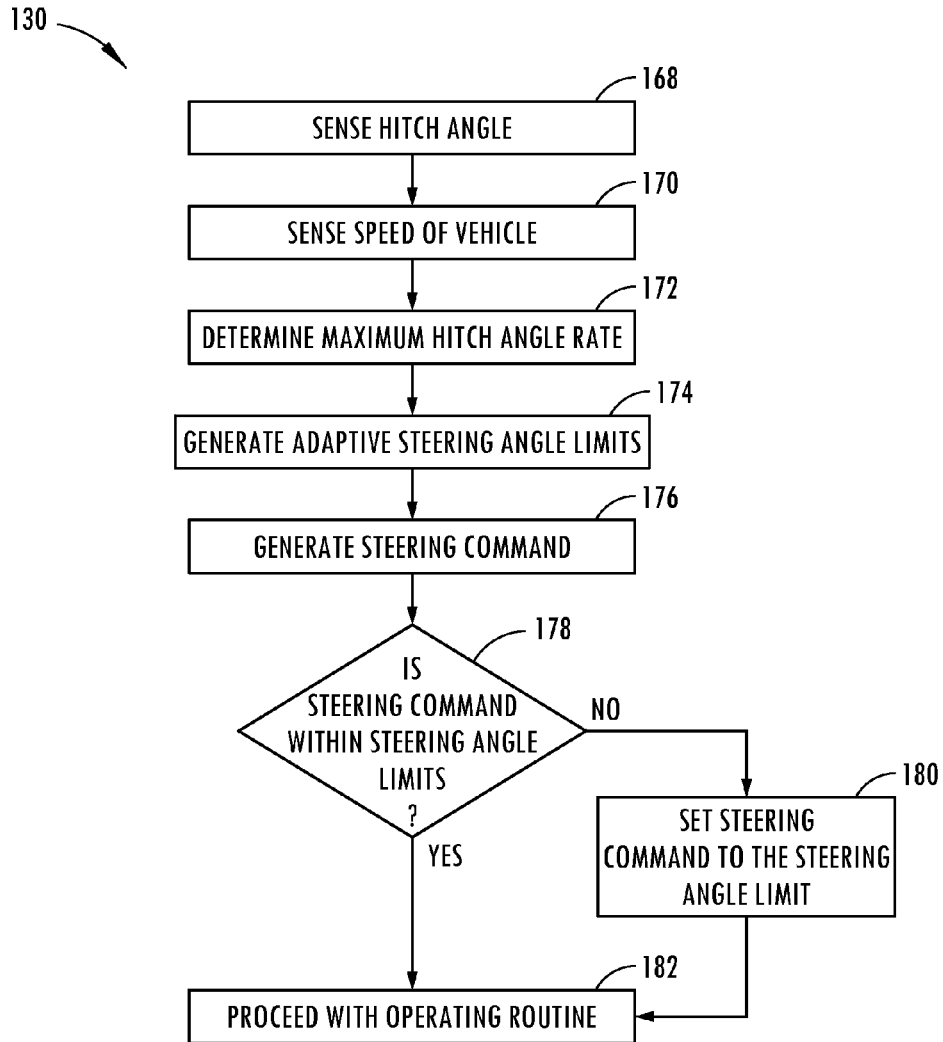 130
168
SENSE HITCH ANGLE
170
SENSE SPEED OF VEHICLE
172
DETERMINE MAXIMUM HITCH ANGLE RATE
174
GENERATE ADAPTIVE STEERING ANGLE LIMITS
176
GENERATE STEERING COMMAND
178
IS
STEERING COMMAND
WITHIN STEERING ANGLE
LIMITS
?
NO
YES
180
SET STEERING
COMMAND TO THE STEERING
ANGLE LIMIT
182
PROCEED WITH OPERATING ROUTINE